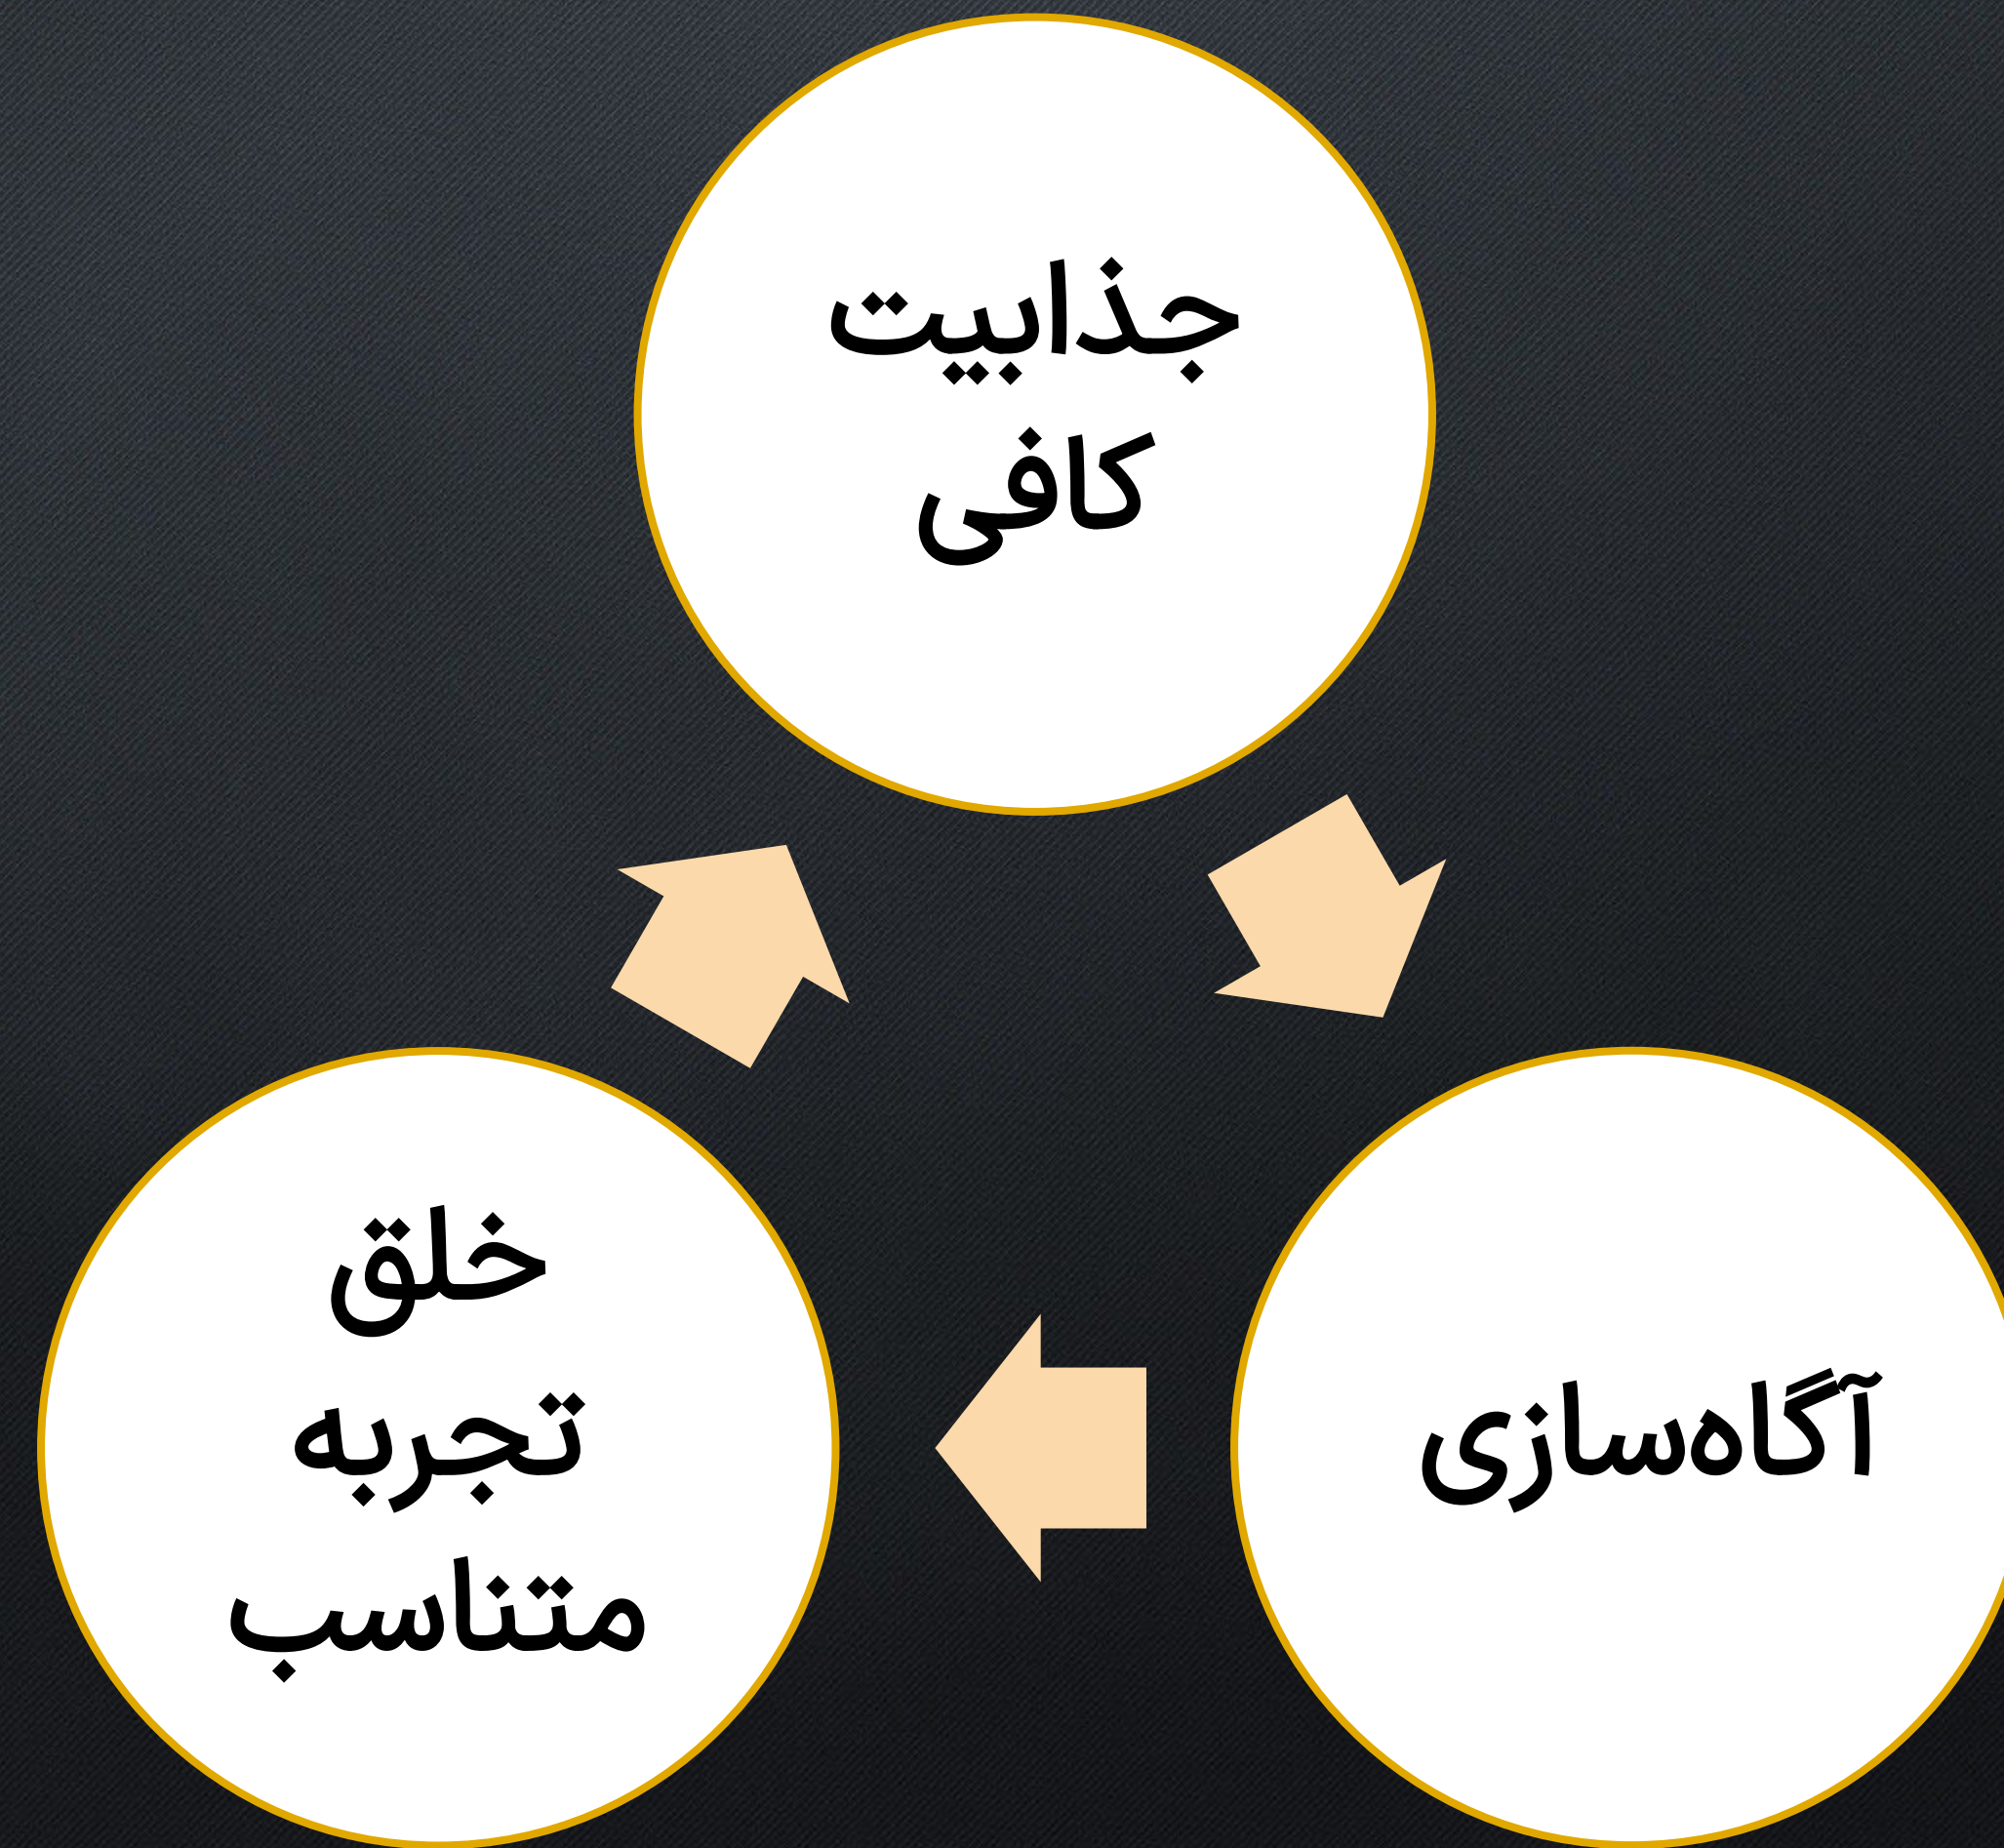 جذابیت
کافی
آگاه‌سازی
خلق
تجربه
متناسب